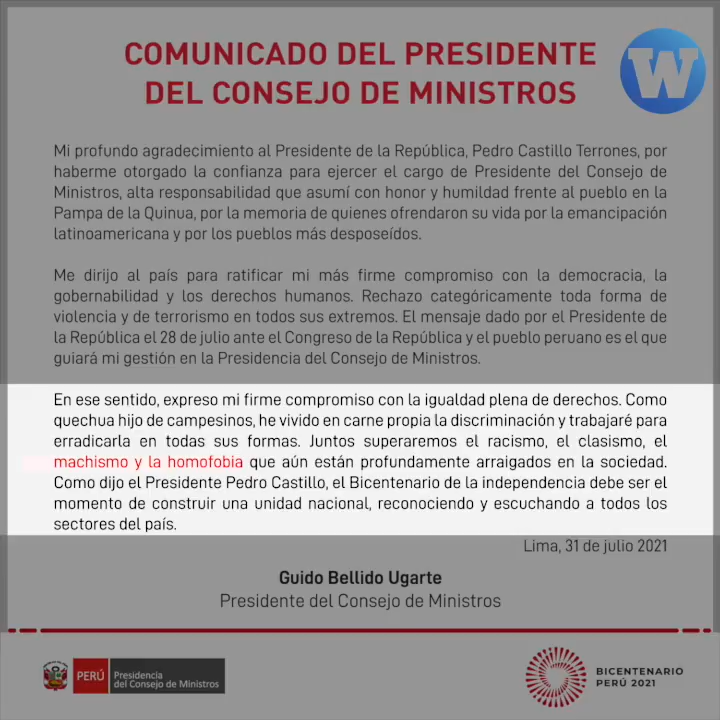 COMUNICADO DEL PRESIDENTE
DEL CONSEJO DE MINISTROS
W
Mi profundo agradecimiento al Presidente de la República, Pedro Castillo Terrones, por
haberme otorgado la confianza para ejercer el cargo de Presidente del Consejo de
Ministros, alta responsabilidad que asumí con honor y humildad frente al pueblo en la
Pampa de la Quinua, por la memoria de quienes ofrendaron su vida por la emancipación
latinoamericana y por los pueblos más desposeídos.
Me dirijo al país para ratificar mi más firme compromiso con la democracia, la
gobernabilidad y los derechos humanos. Rechazo categóricamente toda forma de
violencia y de terrorismo en todos sus extremos. El mensaje dado por el Presidente de
la República el 28 de julio ante el Congreso de la República y el pueblo peruano es el que
guiará mi gestión en la Presidencia del Consejo de Ministros.
En ese sentido, expreso mi firme compromiso con la igualdad plena de derechos. Como
quechua hijo de campesinos, he vivido en carne propia la discriminación y trabajaré para
erradicarla en todas sus formas. Juntos superaremos el racismo, el clasismo, el
machismo y la homofobia que aún están profundamente arraigados en la sociedad.
Como dijo el Presidente Pedro Castillo, el Bicentenario de la independencia debe ser el
momento de construir una unidad nacional, reconociendo y escuchando a todos los
sectores del país.
Lima, 31 de julio 2021
Guido Bellido Ugarte
Presidente del Consejo de Ministros
PERÚ
Presidencia
del Consejo de Ministros
BICENTENARIO
PERÚ 2021